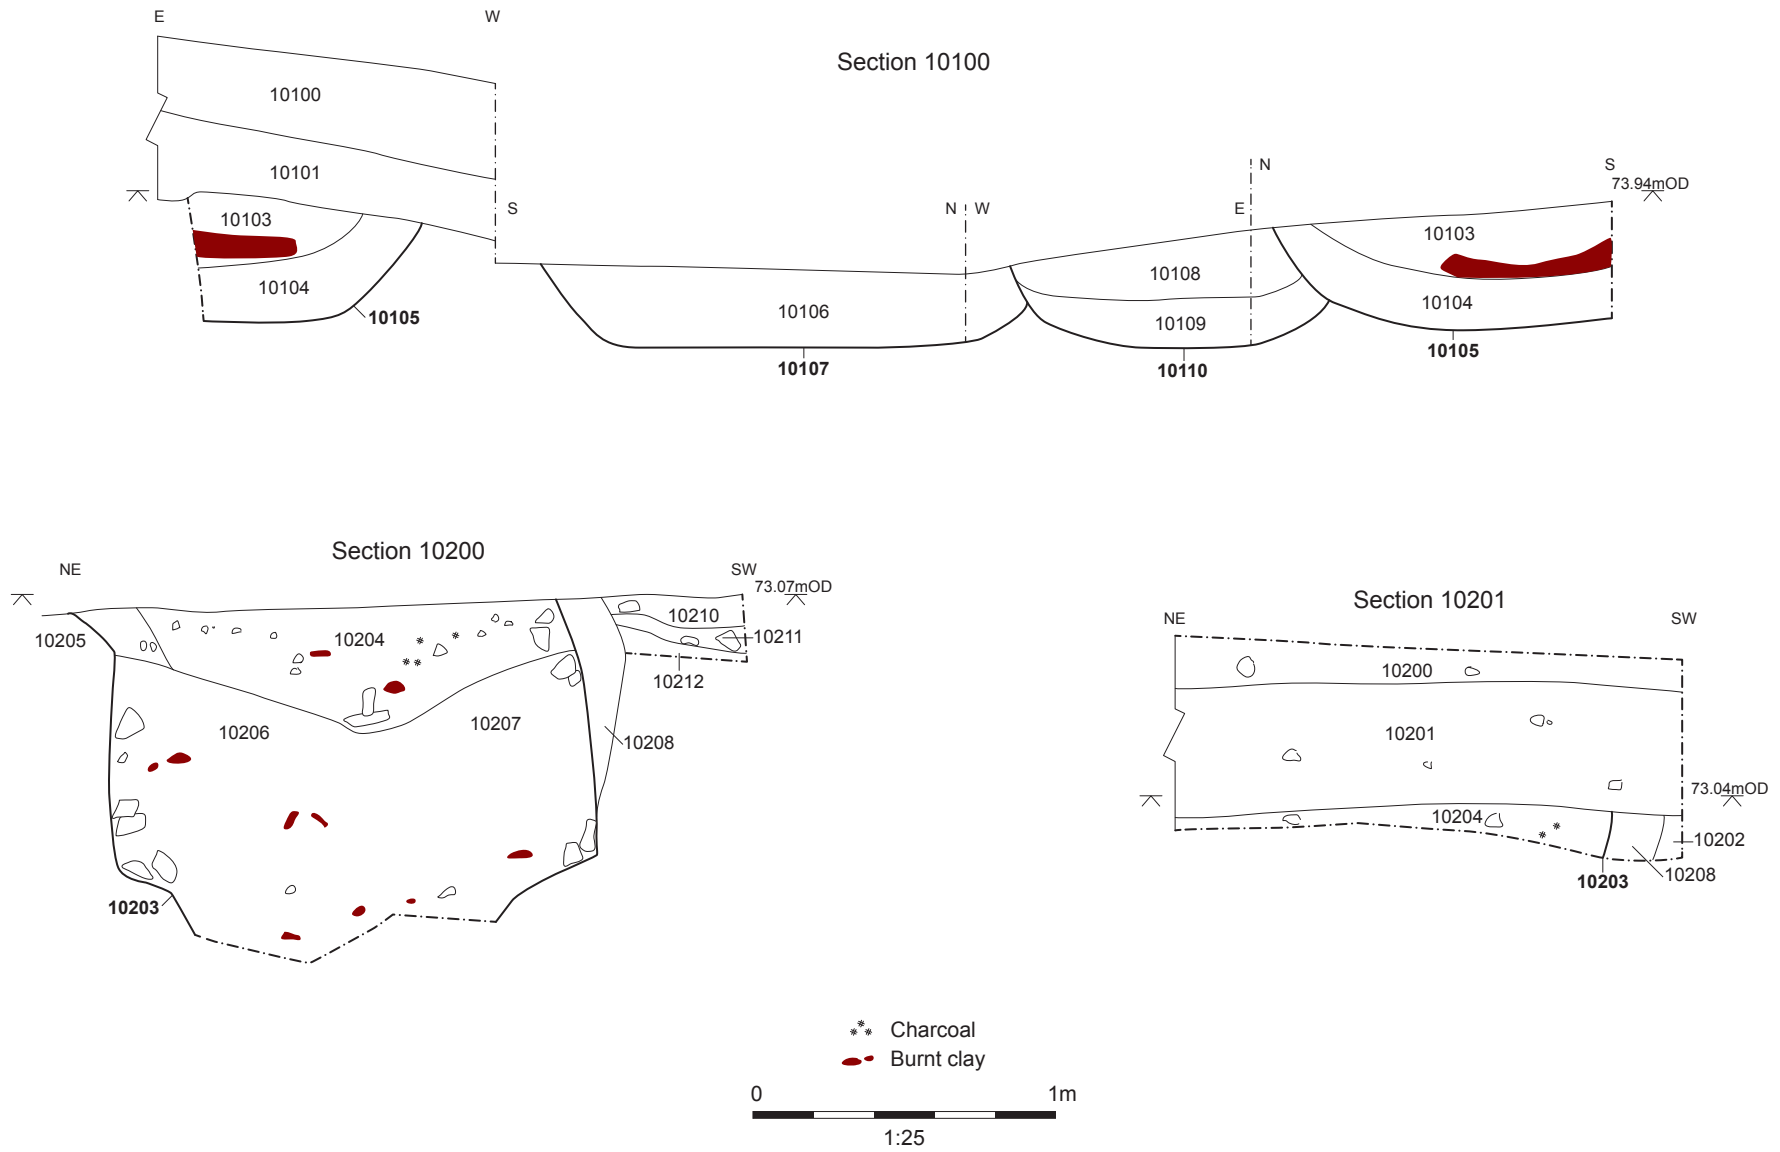 E
W
Section 10100
10100
10101
S
N W
N
E
S
73.94mOD
10103
10104
10105
10106
10107
10108
10109
10110
10103
10104
10105
Section 10200
NE
SW
73.07mOD
10205
10204
10210
10211
10212
10206
10207
10208
10203
Section 10201
NE
SW
10200
10201
73.04mOD
10204
10202
10208
10203
Charcoal
Burnt clay
0
1m
1:25